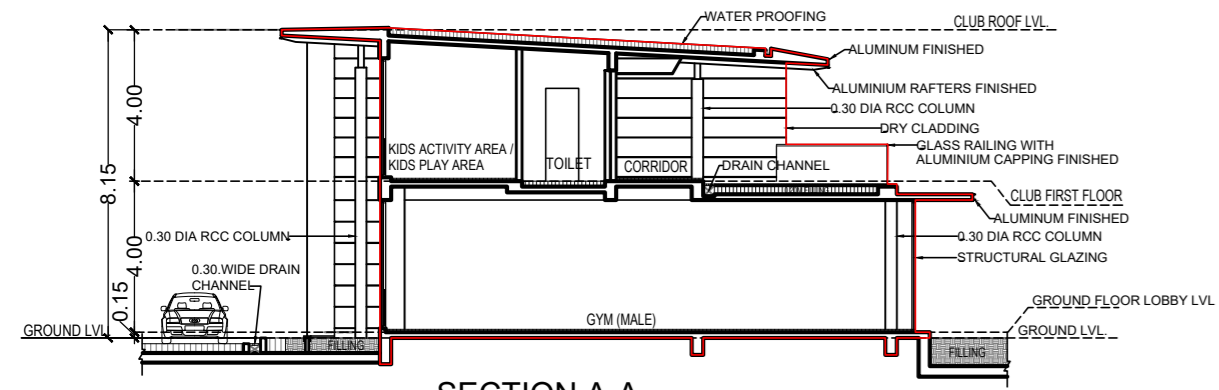 WATER PROOFING
CLUB ROOF LVL.
ALUMINUM FINISHED
ALUMINIUM RAFTERS FINISHED
0.30 DIA RCC COLUMN
DRY CLADDING
GLASS RAILING WITH
ALUMINIUM CAPPING FINISHED
KIDS ACTIVITY AREA /
KIDS PLAY AREA
TOILET
CORRIDOR
DRAIN CHANNEL
CLUB FIRST FLOOR
ALUMINUM FINISHED
0.30 DIA RCC COLUMN
0.30 DIA RCC COLUMN
STRUCTURAL GLAZING
0.30.WIDE DRAIN
CHANNEL
GYM (MALE)
GROUND FLOOR LOBBY LVL
GROUND LVL.
GROUND LVL.
FILLING
FILLING
8.15
4.00
4.00
0.15
SECTION A-A